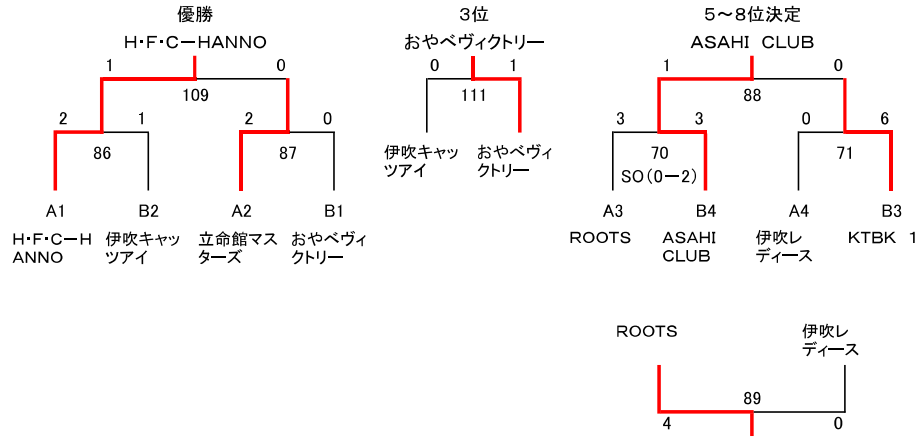 優勝
H・F・C－HANNO
1
0
109
2
1
2
0
86
87
A1
B2
A2
B1
H・F・C－H
ANNO
伊吹キャッ
ツアイ
立命館マス
ターズ
おやべヴィ
クトリー
3位
おやべヴィクトリー
0
1
111
伊吹キャッ
ツアイ
おやべヴィ
クトリー
5～8位決定
ASAHI CLUB
1
0
88
3
3
0
6
70
71
SO(0－2)
A3
B4
A4
B3
ROOTS
ASAHI
CLUB
伊吹レ
ディース
KTBK 1
ROOTS
伊吹レ
ディース
89
4
0